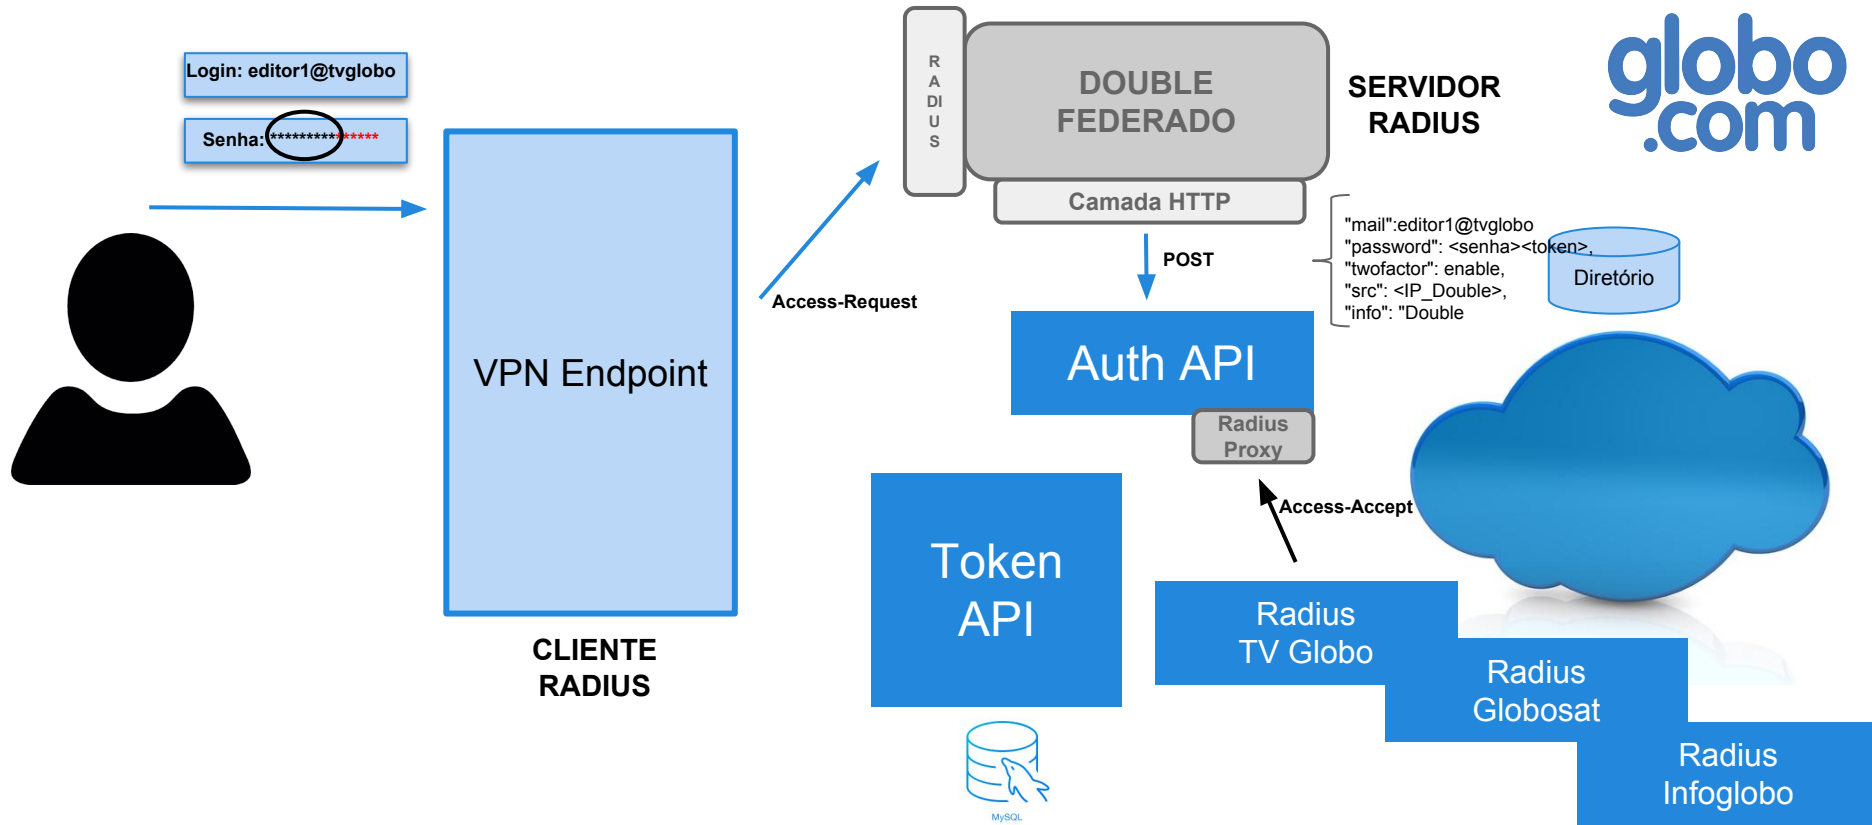 Login: editor1@tvglobo
Senha: ***************
VPN Endpoint
CLIENTE
RADIUS
Access-Request
R
A
DI
U
S
DOUBLE
FEDERADO
Camada HTTP
SERVIDOR
RADIUS
globo
.com
POST
"mail":editor1@tvglobo
"password": <senha><token>,
"twofactor": enable,
"src": <IP_Double>,
"info": "Double
Diretório
Auth API
Radius
Proxy
Access-Accept
Token
API
MySQL
Radius
TV Globo
Radius
Globosat
Radius
Infoglobo